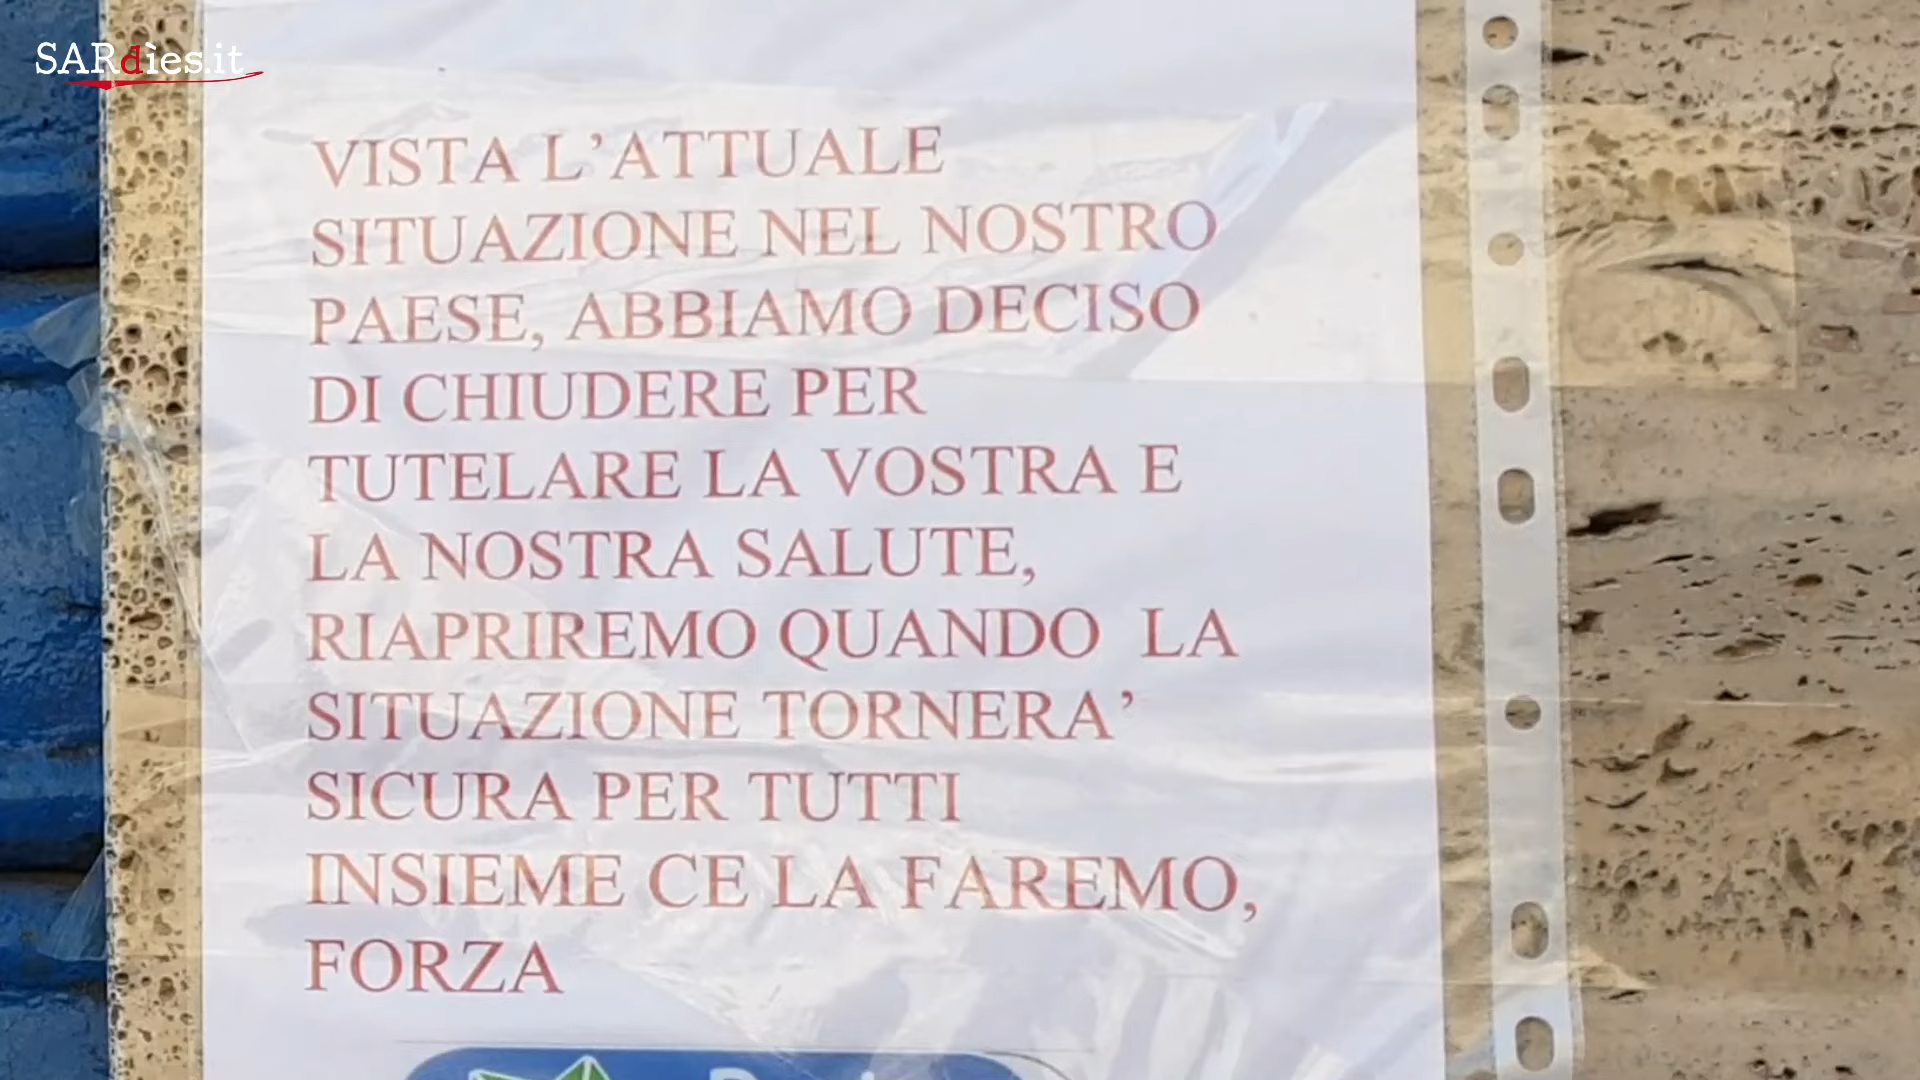 SARdies.it
VISTA L’ATTUALE
SITUAZIONE NEL NOSTRO
PAESE, ABBIAMO DECISO
DI CHIUDERE PER
TUTELARE LA VOSTRA E
LA NOSTRA SALUTE,
RIAPRIREMO QUANDO LA
SITUAZIONE TORNERA’
SICURA PER TUTTI
INSIEME CE LA FAREMO,
FORZA